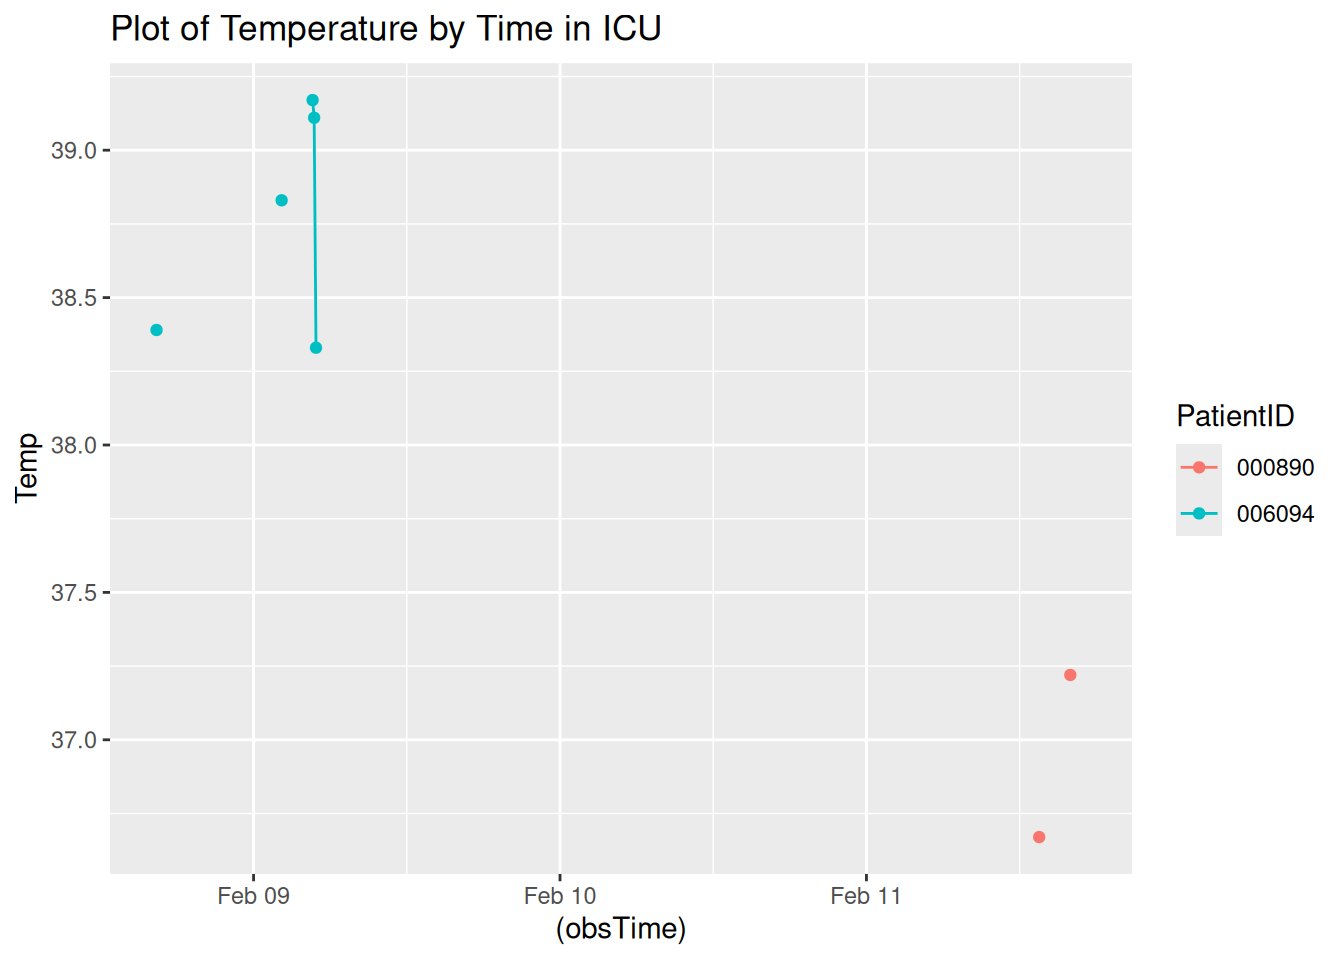 Plot of Temperature by Time in ICU
39.0
38.5
38.0
37.5
37.0
Temp
Feb 09
Feb 10
Feb 11
(obsTime)
PatientID
000890
006094